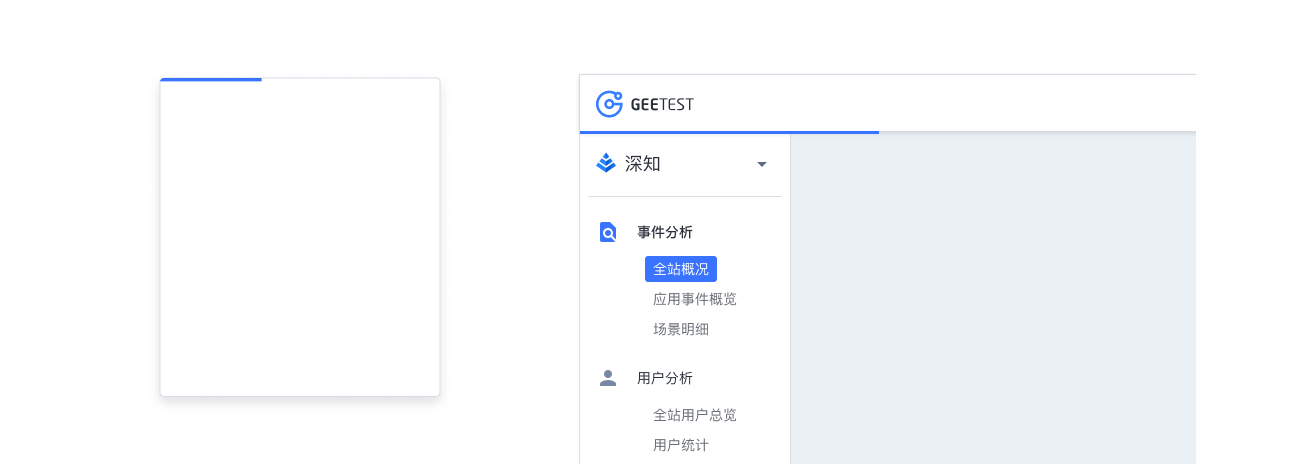 GEETEST
深知
事件分析
全站概况
应用事件概览
场景明细
用户分析
全站用户总览
用户统计